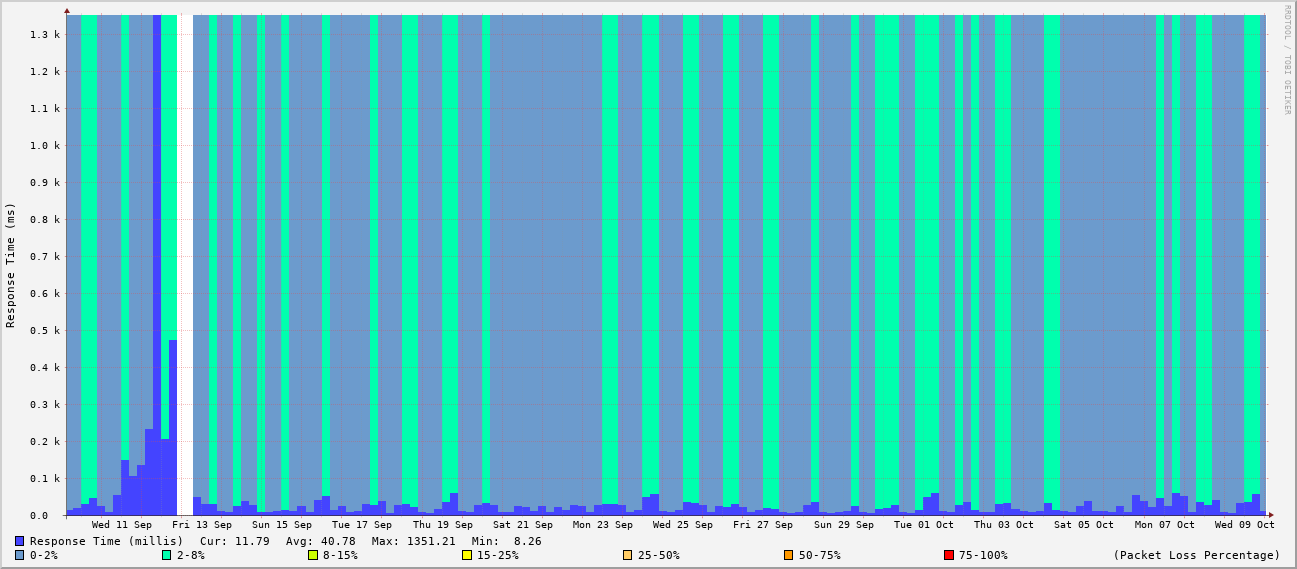 RRDTOOL / TOBI OETIKER
Response Time (ms)
1.3 k
1.2 k
1.1 k
1.0 k
0.9 k
0.8 k
0.7 k
0.6 k
0.5 k
0.4 k
0.3 k
0.2 k
0.1 k
0.0
Wed 11 Sep Fri 13 Sep Sun 15 Sep Tue 17 Sep Thu 19 Sep Sat 21 Sep Mon 23 Sep Wed 25 Sep Fri 27 Sep Sun 29 Sep Tue 01 Oct Thu 03 Oct Sat 05 Oct Mon 07 Oct Wed 09 Oct
Response Time (millis) Cur: 11.79 Avg: 40.78 Max: 1351.21 Min: 8.26
0-2% 2-8% 8-15% 15-25% 25-50% 50-75% 75-100% (Packet Loss Percentage)